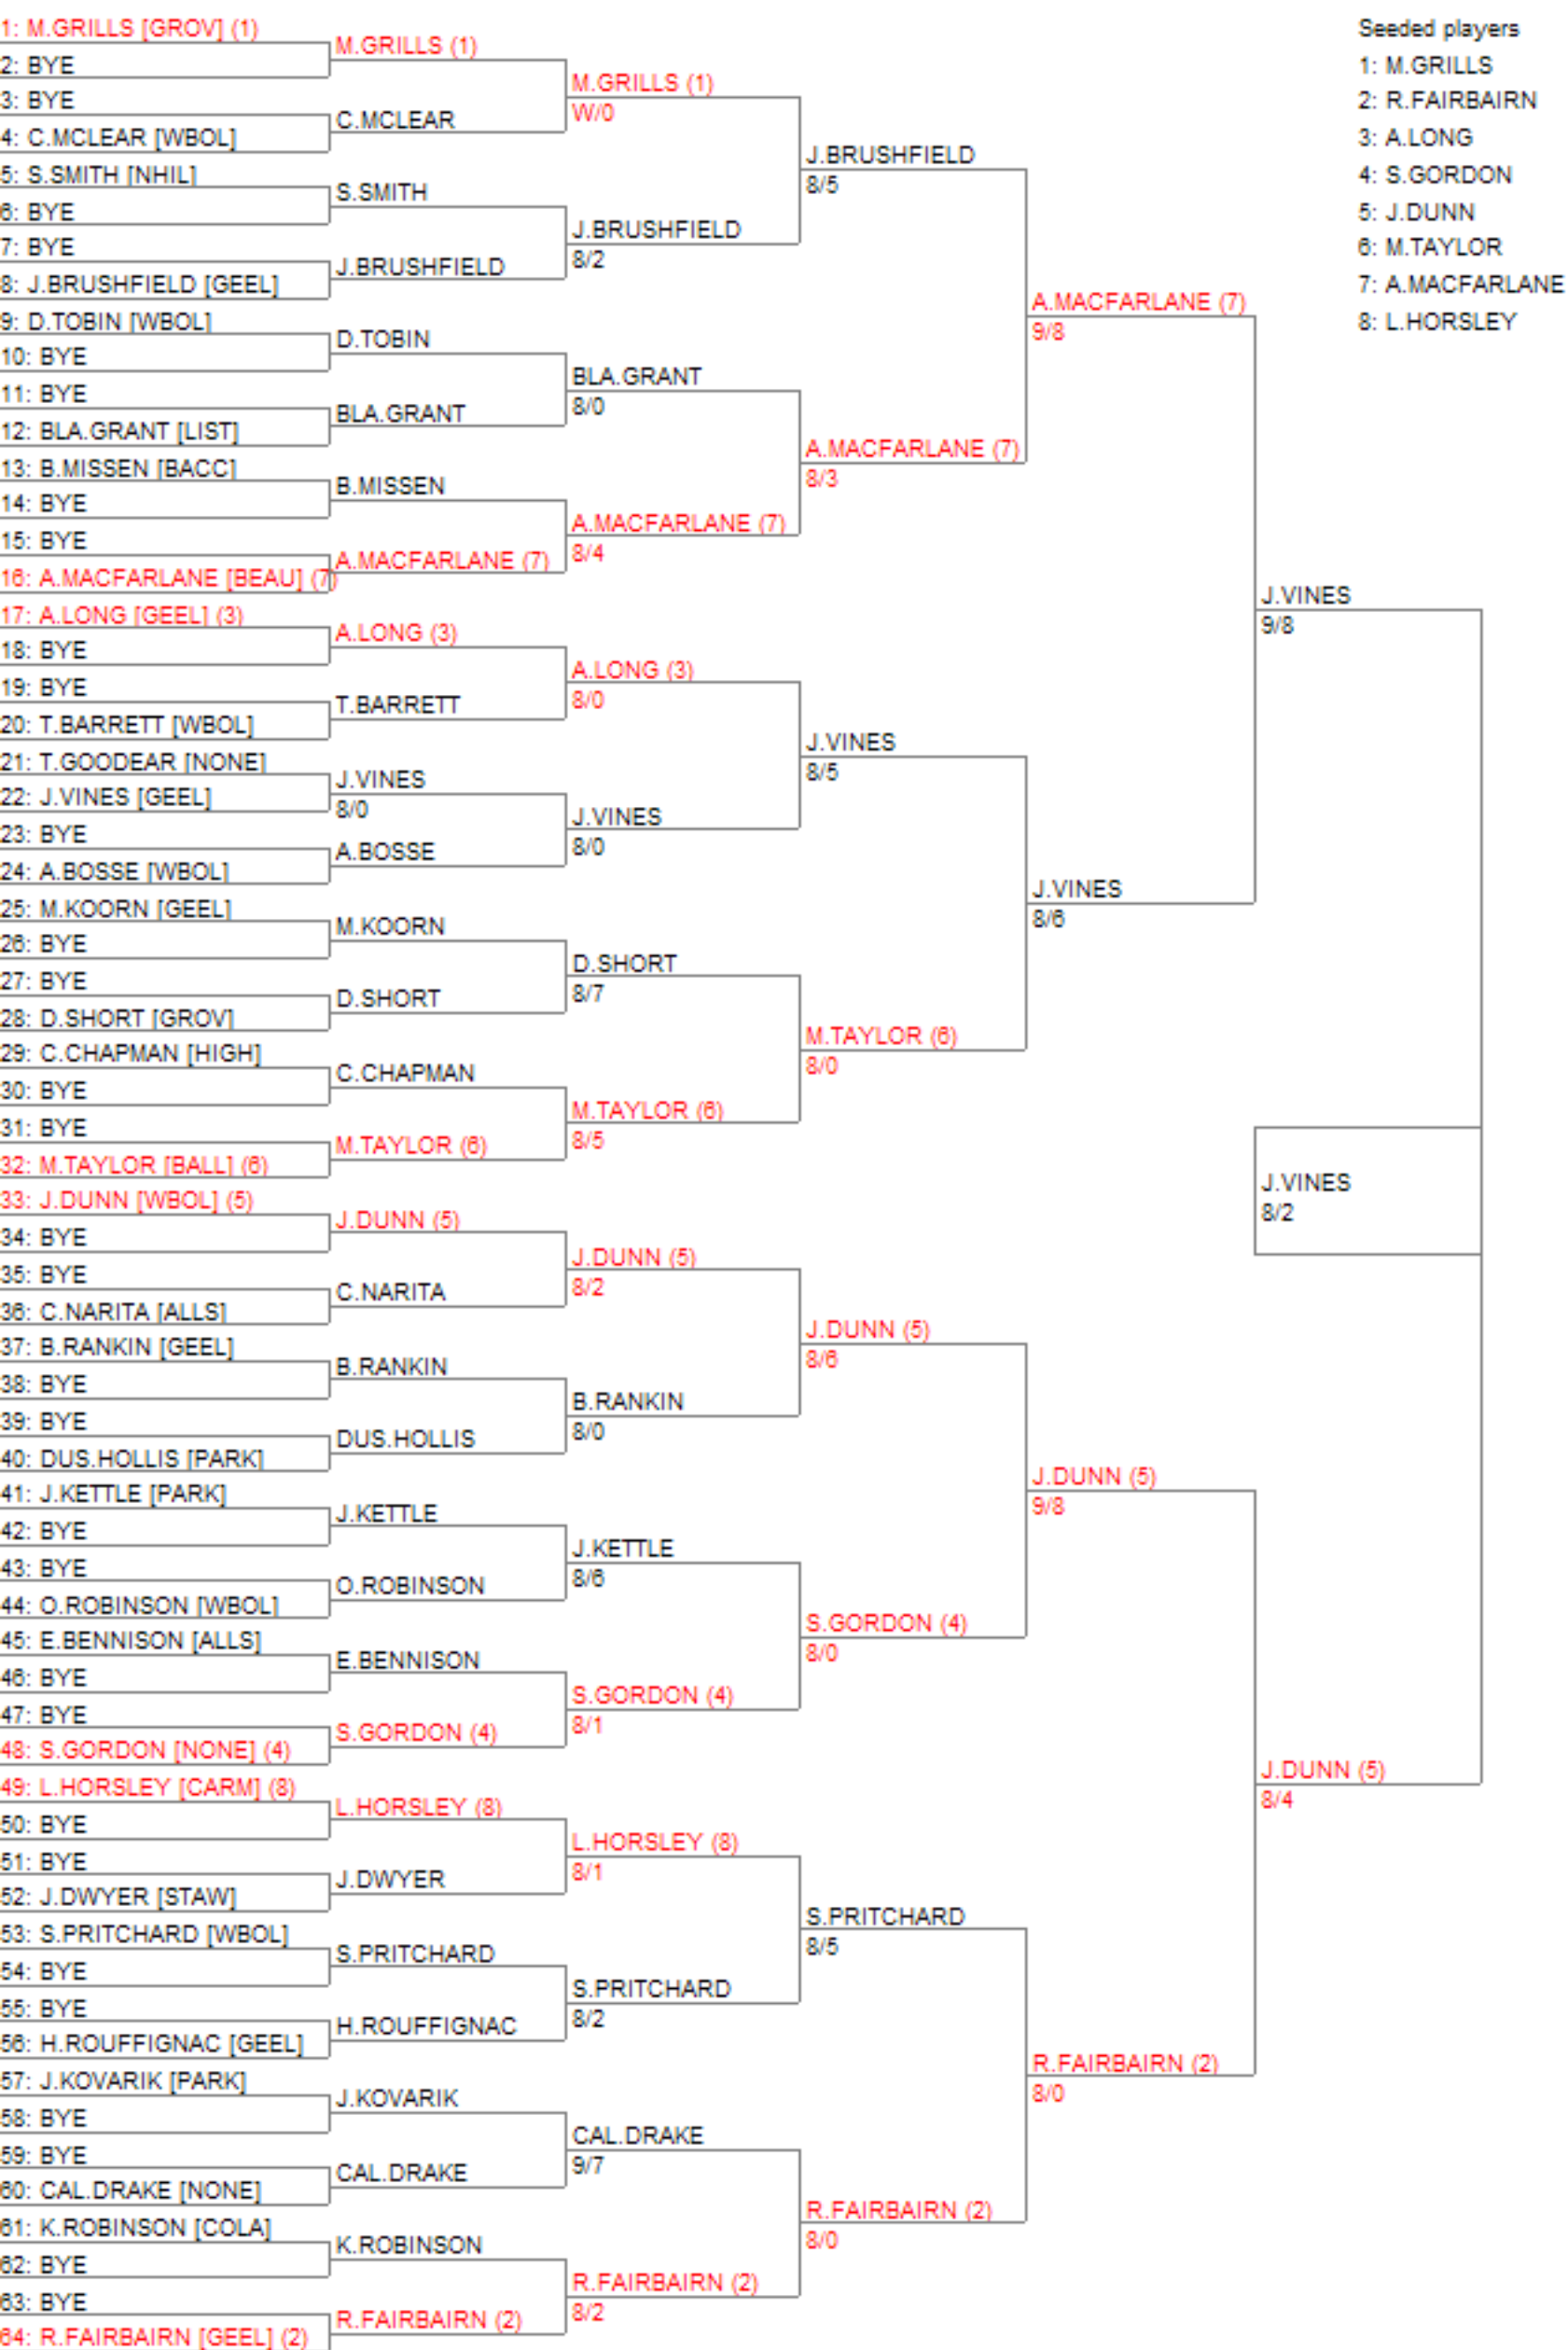 1: M.GRILLS [GROV] (1)
2: BYE
3: BYE
4: C.MCLEAR [WBOL]
5: S.SMITH [NHIL]
6: BYE
7: BYE
8: J.BRUSHFIELD [GEEL]
9: D.TOBIN [WBOL]
10: BYE
11: BYE
12: BLA.GRANT [LIST]
13: B.MISSEN [BACC]
14: BYE
15: BYE
16: A.MACFARLANE [BEAU] (7)
17: A.LONG [GEEL] (3)
18: BYE
19: BYE
20: T.BARRETT [WBOL]
21: T.GOODEAR [NONE]
22: J.VINES [GEEL]
23: BYE
24: A.BOSSE [WBOL]
25: M.KOORN [GEEL]
26: BYE
27: BYE
28: D.SHORT [GROV]
29: C.CHAPMAN [HIGH]
30: BYE
31: BYE
32: M.TAYLOR [BALL] (6)
33: J.DUNN [WBOL] (5)
34: BYE
35: BYE
36: C.NARITA [ALLS]
37: B.RANKIN [GEEL]
38: BYE
39: BYE
40: DUS.HOLLIS [PARK]
41: J.KETTLE [PARK]
42: BYE
43: BYE
44: O.ROBINSON [WBOL]
45: E.BENNISON [ALLS]
46: BYE
47: BYE
48: S.GORDON [NONE] (4)
49: L.HORSLEY [CARM] (8)
50: BYE
51: BYE
52: J.DWYER [STAW]
53: S.PRITCHARD [WBOL]
54: BYE
55: BYE
56: H.ROUFFIGNAC [GEEL]
57: J.KOVARIK [PARK]
58: BYE
59: BYE
60: CAL.DRAKE [NONE]
61: K.ROBINSON [COLA]
62: BYE
63: BYE
64: R.FAIRBAIRN [GEEL] (2)
M.GRILLS (1)
C.MCLEAR
S.SMITH
J.BRUSHFIELD
D.TOBIN
BLA.GRANT
B.MISSEN
A.MACFARLANE (7)
A.LONG (3)
T.BARRETT
J.VINES
8/0
A.BOSSE
M.KOORN
D.SHORT
C.CHAPMAN
M.TAYLOR (6)
J.DUNN (5)
C.NARITA
B.RANKIN
DUS.HOLLIS
J.KETTLE
O.ROBINSON
E.BENNISON
S.GORDON (4)
L.HORSLEY (8)
J.DWYER
S.PRITCHARD
H.ROUFFIGNAC
J.KOVARIK
CAL.DRAKE
K.ROBINSON
R.FAIRBAIRN (2)
M.GRILLS (1)
W/0
J.BRUSHFIELD
8/2
BLA.GRANT
8/0
A.MACFARLANE (7)
8/4
A.LONG (3)
8/0
J.VINES
8/0
D.SHORT
8/7
M.TAYLOR (6)
8/5
J.DUNN (5)
8/2
B.RANKIN
8/0
J.KETTLE
8/6
S.GORDON (4)
8/1
L.HORSLEY (8)
8/1
S.PRITCHARD
8/2
CAL.DRAKE
9/7
R.FAIRBAIRN (2)
8/2
J.BRUSHFIELD
8/5
A.MACFARLANE (7)
8/3
J.VINES
8/5
M.TAYLOR (6)
8/0
J.DUNN (5)
8/6
S.GORDON (4)
8/0
S.PRITCHARD
8/5
R.FAIRBAIRN (2)
8/0
A.MACFARLANE (7)
9/8
J.VINES
8/6
J.DUNN (5)
9/8
R.FAIRBAIRN (2)
8/0
J.VINES
9/8
J.DUNN (5)
8/4
J.VINES
8/2
Seeded players
1: M.GRILLS
2: R.FAIRBAIRN
3: A.LONG
4: S.GORDON
5: J.DUNN
6: M.TAYLOR
7: A.MACFARLANE
8: L.HORSLEY